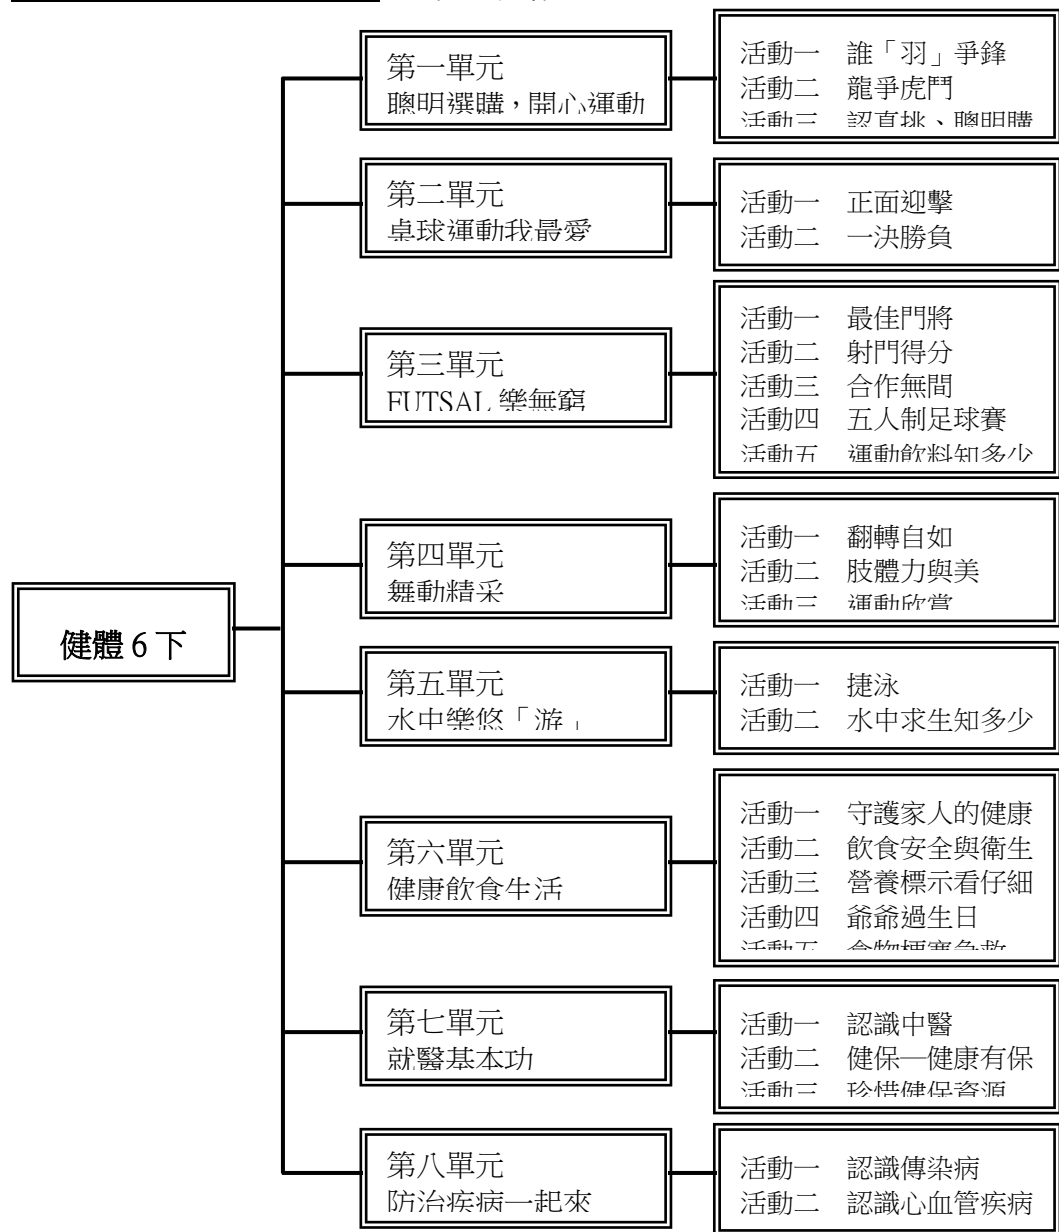 健體 6 下
第一單元
聰明選購，開心運動
活動一　誰「羽」爭鋒
活動二　龍爭虎鬥
活動三　認真挑、聰明購
第二單元
桌球運動我最愛
活動一　正面迎擊
活動二　一決勝負
第三單元
FUTSAL 樂無窮
活動一　最佳門將
活動二　射門得分
活動三　合作無間
活動四　五人制足球賽
活動五　運動飲料知多少
第四單元
舞動精采
活動一　翻轉自如
活動二　肢體力與美
活動三　運動欣賞
第五單元
水中樂悠「游」
活動一　捷泳
活動二　水中求生知多少
第六單元
健康飲食生活
活動一　守護家人的健康
活動二　飲食安全與衛生
活動三　營養標示看仔細
活動四　爺爺過生日
活動五　食物梗塞急救
第七單元
就醫基本功
活動一　認識中醫
活動二　健保─健康有保
活動三　珍惜健保資源
第八單元
防治疾病一起來
活動一　認識傳染病
活動二　認識心血管疾病